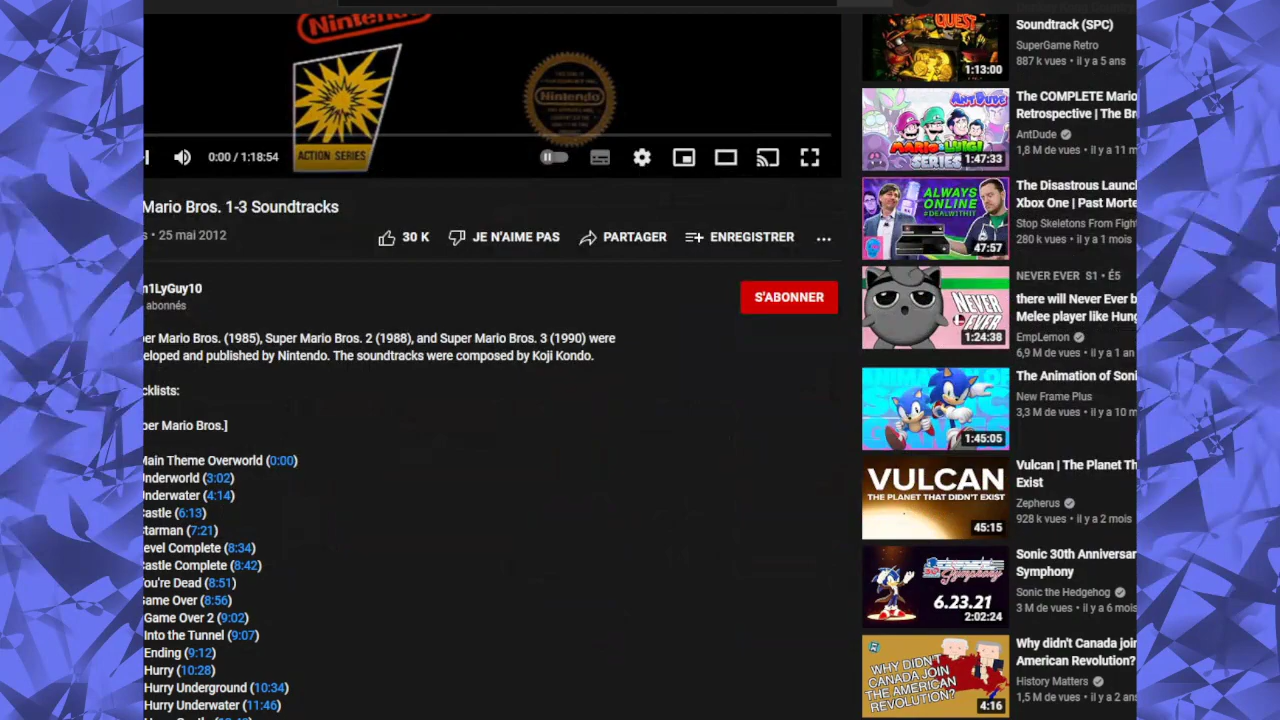 Nintendo
Nintendo
ACTION SERIES
0:00 / 1:18:54
Mario Bros. 1-3 Soundtracks
s • 25 mai 2012
30 K
JE N'AIME PAS
PARTAGER
ENREGISTRER
n1LyGuy10
abonnés
S'ABONNER
per Mario Bros. (1985), Super Mario Bros. 2 (1988), and Super Mario Bros. 3 (1990) were
eloped and published by Nintendo. The soundtracks were composed by Koji Kondo.
cklists:
per Mario Bros.]
Main Theme Overworld (0:00)
Underworld (3:02)
Underwater (4:14)
Castle (6:13)
Starman (7:21)
evel Complete (8:34)
Castle Complete (8:42)
You're Dead (8:51)
Game Over (8:56)
Game Over 2 (9:02)
Into the Tunnel (9:07)
Ending (9:12)
Hurry (10:28)
Hurry Underground (10:34)
Hurry Underwater (11:46)
QUEST
1:13:00
Soundtrack (SPC)
SuperGame Retro
887 k vues • il y a 5 ans
ANTDUDE
MARIO & LUIGI
SERIES
1:47:33
The COMPLETE Mario
Retrospective | The Br
AntDude
1,8 M de vues • il y a 11 m
ALWAYS
ONLINE
#DEALWITHIT
47:57
The Disastrous Launch
Xbox One | Past Morte
Stop Skeletons From Fight
280 k vues • il y a 1 mois
NEVER
EVER
1:24:38
NEVER EVER S1 • É5
there will Never Ever b
Melee player like Hung
EmpLemon
6,9 M de vues • il y a 1 an
1:45:05
The Animation of Soni
New Frame Plus
3,3 M de vues • il y a 10 m
VULCAN
THE PLANET THAT DIDN'T EXIST
45:15
Vulcan | The Planet Th
Exist
Zepherus
928 k vues • il y a 2 mois
Symphony
6.23.21
2:02:24
Sonic 30th Anniversar
Symphony
Sonic the Hedgehog
3 M de vues • il y a 6 mois
WHY DIDN'T
CANADA JOIN
THE AMERICAN
REVOLUTION?
4:16
Why didn't Canada join
American Revolution?
History Matters
1,5 M de vues • il y a 2 ans